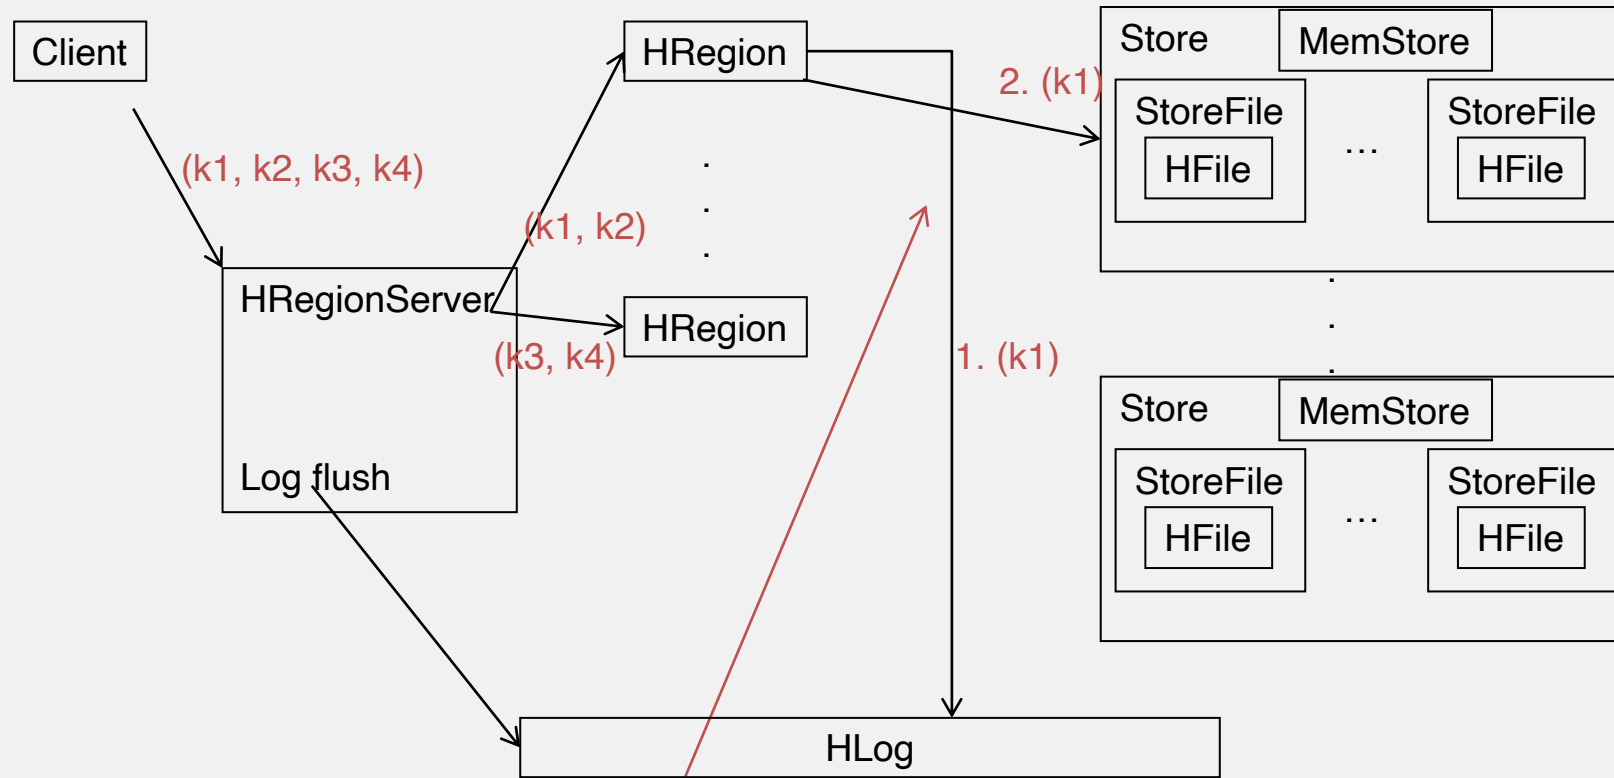 Client
(k1, k2, k3, k4)
HRegionServer
Log flush
HRegion
.
.
.
(k1, k2)
HRegion
(k3, k4)
2. (k1)
1. (k1)
Store
MemStore
StoreFile
HFile
...
StoreFile
HFile
.
.
.
Store
MemStore
StoreFile
HFile
...
StoreFile
HFile
HLog